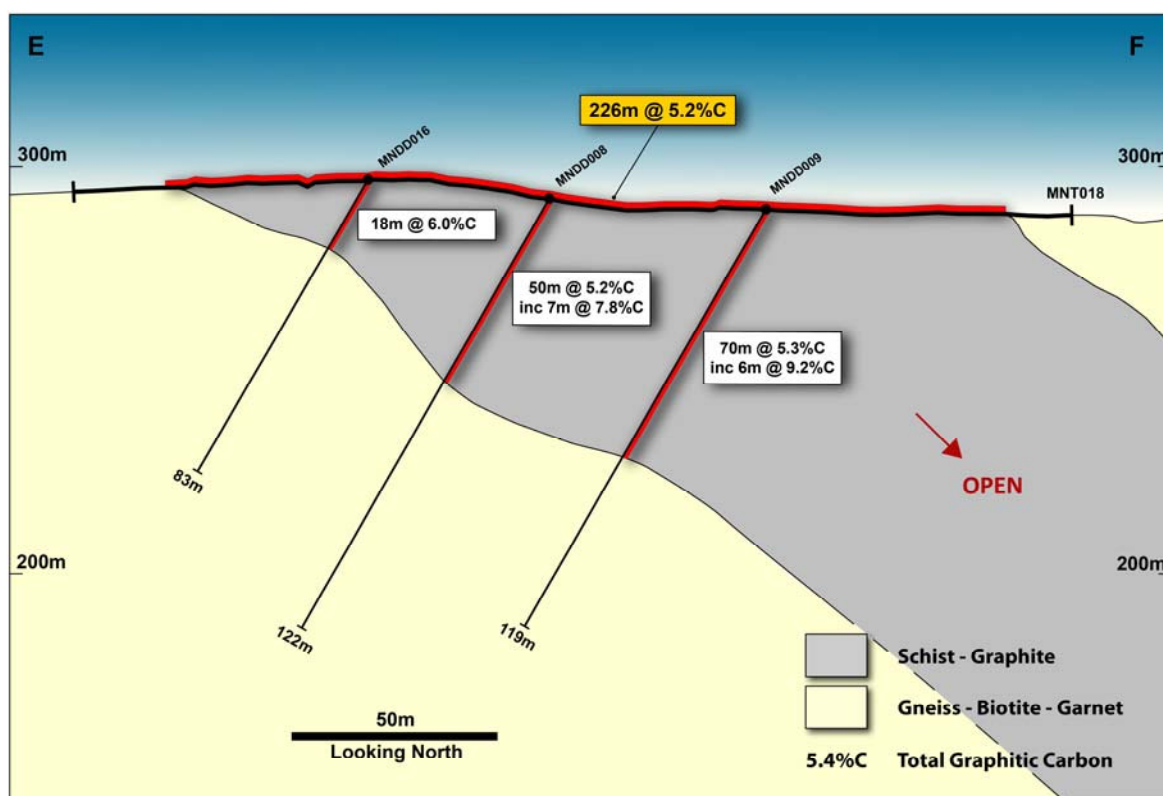 E
F
226m @ 5.2%C
MNDD016
MNDD008
MNDD009
300m
300m
MNT018
18m @ 6.0%C
50m @ 5.2%C
inc 7m @ 7.8%C
70m @ 5.3%C
inc 6m @ 9.2%C
OPEN
83m
200m
200m
122m
119m
Schist - Graphite
Gneiss - Biotite - Garnet
5.4%C Total Graphitic Carbon
50m
Looking North